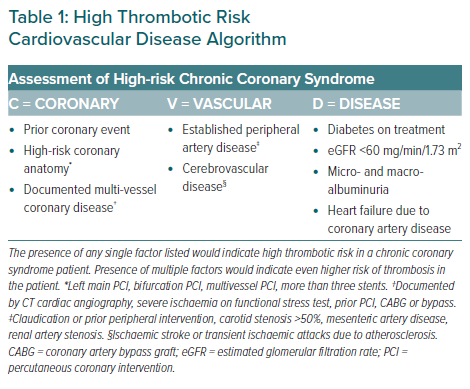 Table 1: High Thrombotic Risk
Cardiovascular Disease Algorithm
Assessment of High-risk Chronic Coronary Syndrome
C = CORONARY
• Prior coronary event
• High-risk coronary
anatomy*
• Documented multi-vessel
coronary disease†
V = VASCULAR
• Established peripheral
artery disease‡
• Cerebrovascular
disease§
D = DISEASE
• Diabetes on treatment
• eGFR <60 mg/min/1.73 m²
• Micro- and macro-
albuminuria
• Heart failure due to
coronary artery disease
The presence of any single factor listed would indicate high thrombotic risk in a chronic coronary
syndrome patient. Presence of multiple factors would indicate even higher risk of thrombosis in
the patient. *Left main PCI, bifurcation PCI, multivessel PCI, more than three stents. †Documented
by CT cardiac angiography, severe ischaemia on functional stress test, prior PCI, CABG or bypass.
‡Claudication or prior peripheral intervention, carotid stenosis >50%, mesenteric artery disease,
renal artery stenosis. §Ischaemic stroke or transient ischaemic attacks due to atherosclerosis.
CABG = coronary artery bypass graft; eGFR = estimated glomerular filtration rate; PCI =
percutaneous coronary intervention.